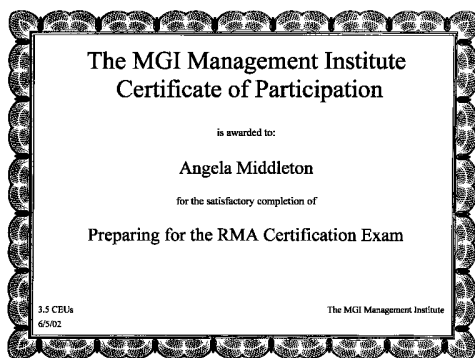 The MGI Management Institute
Certificate of Participation
is awarded to:
Angela Middleton
for the satisfactory completion of
Preparing for the RMA Certification Exam
3.5 CEUs
The MGI Management Institute
6/5/02